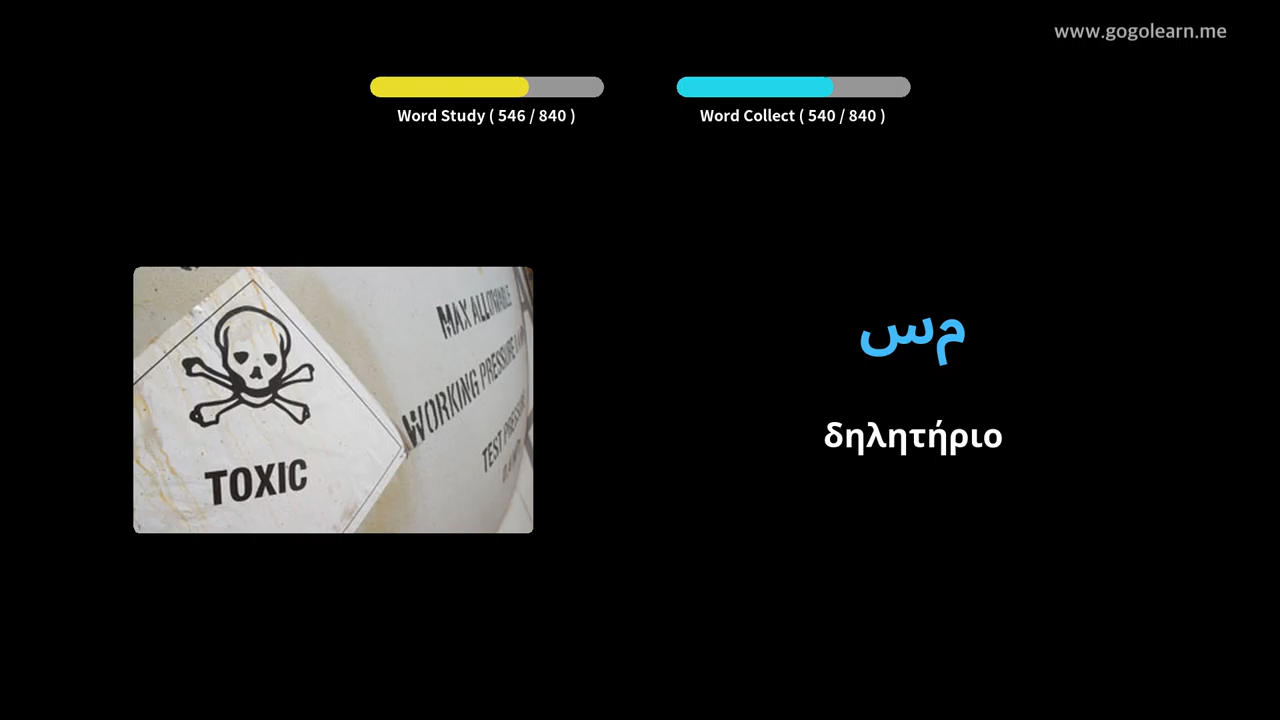 www.gogolearn.me
Word Study ( 546 / 840 )
Word Collect ( 540 / 840 )
MAX ALLOWABLE
WORKING PRESSURE
TEST PRESSURE
TOXIC
مس
δηλητήριο